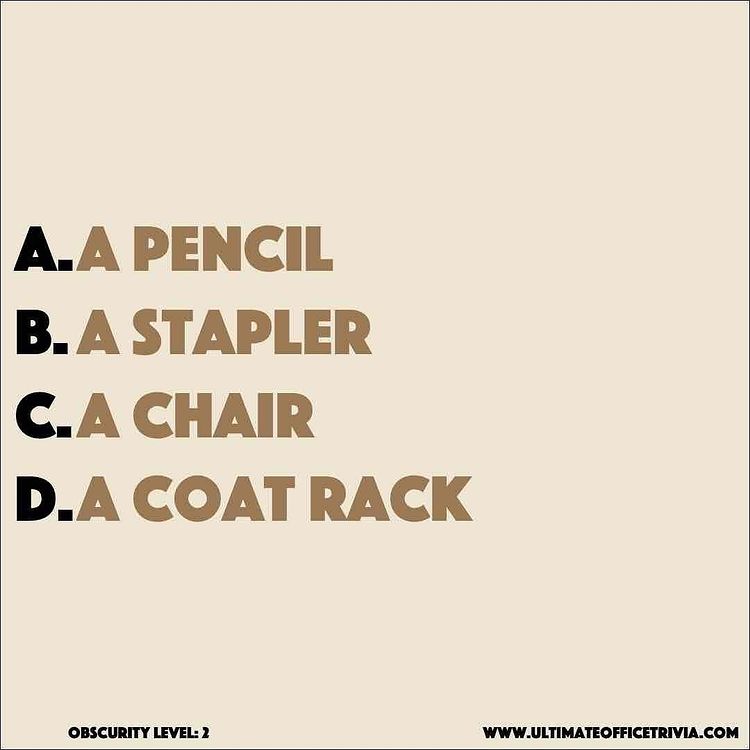 A. A PENCIL
B. A STAPLER
C. A CHAIR
D. A COAT RACK
OBSCURITY LEVEL: 2
WWW.ULTIMATEOFFICETRIVIA.COM